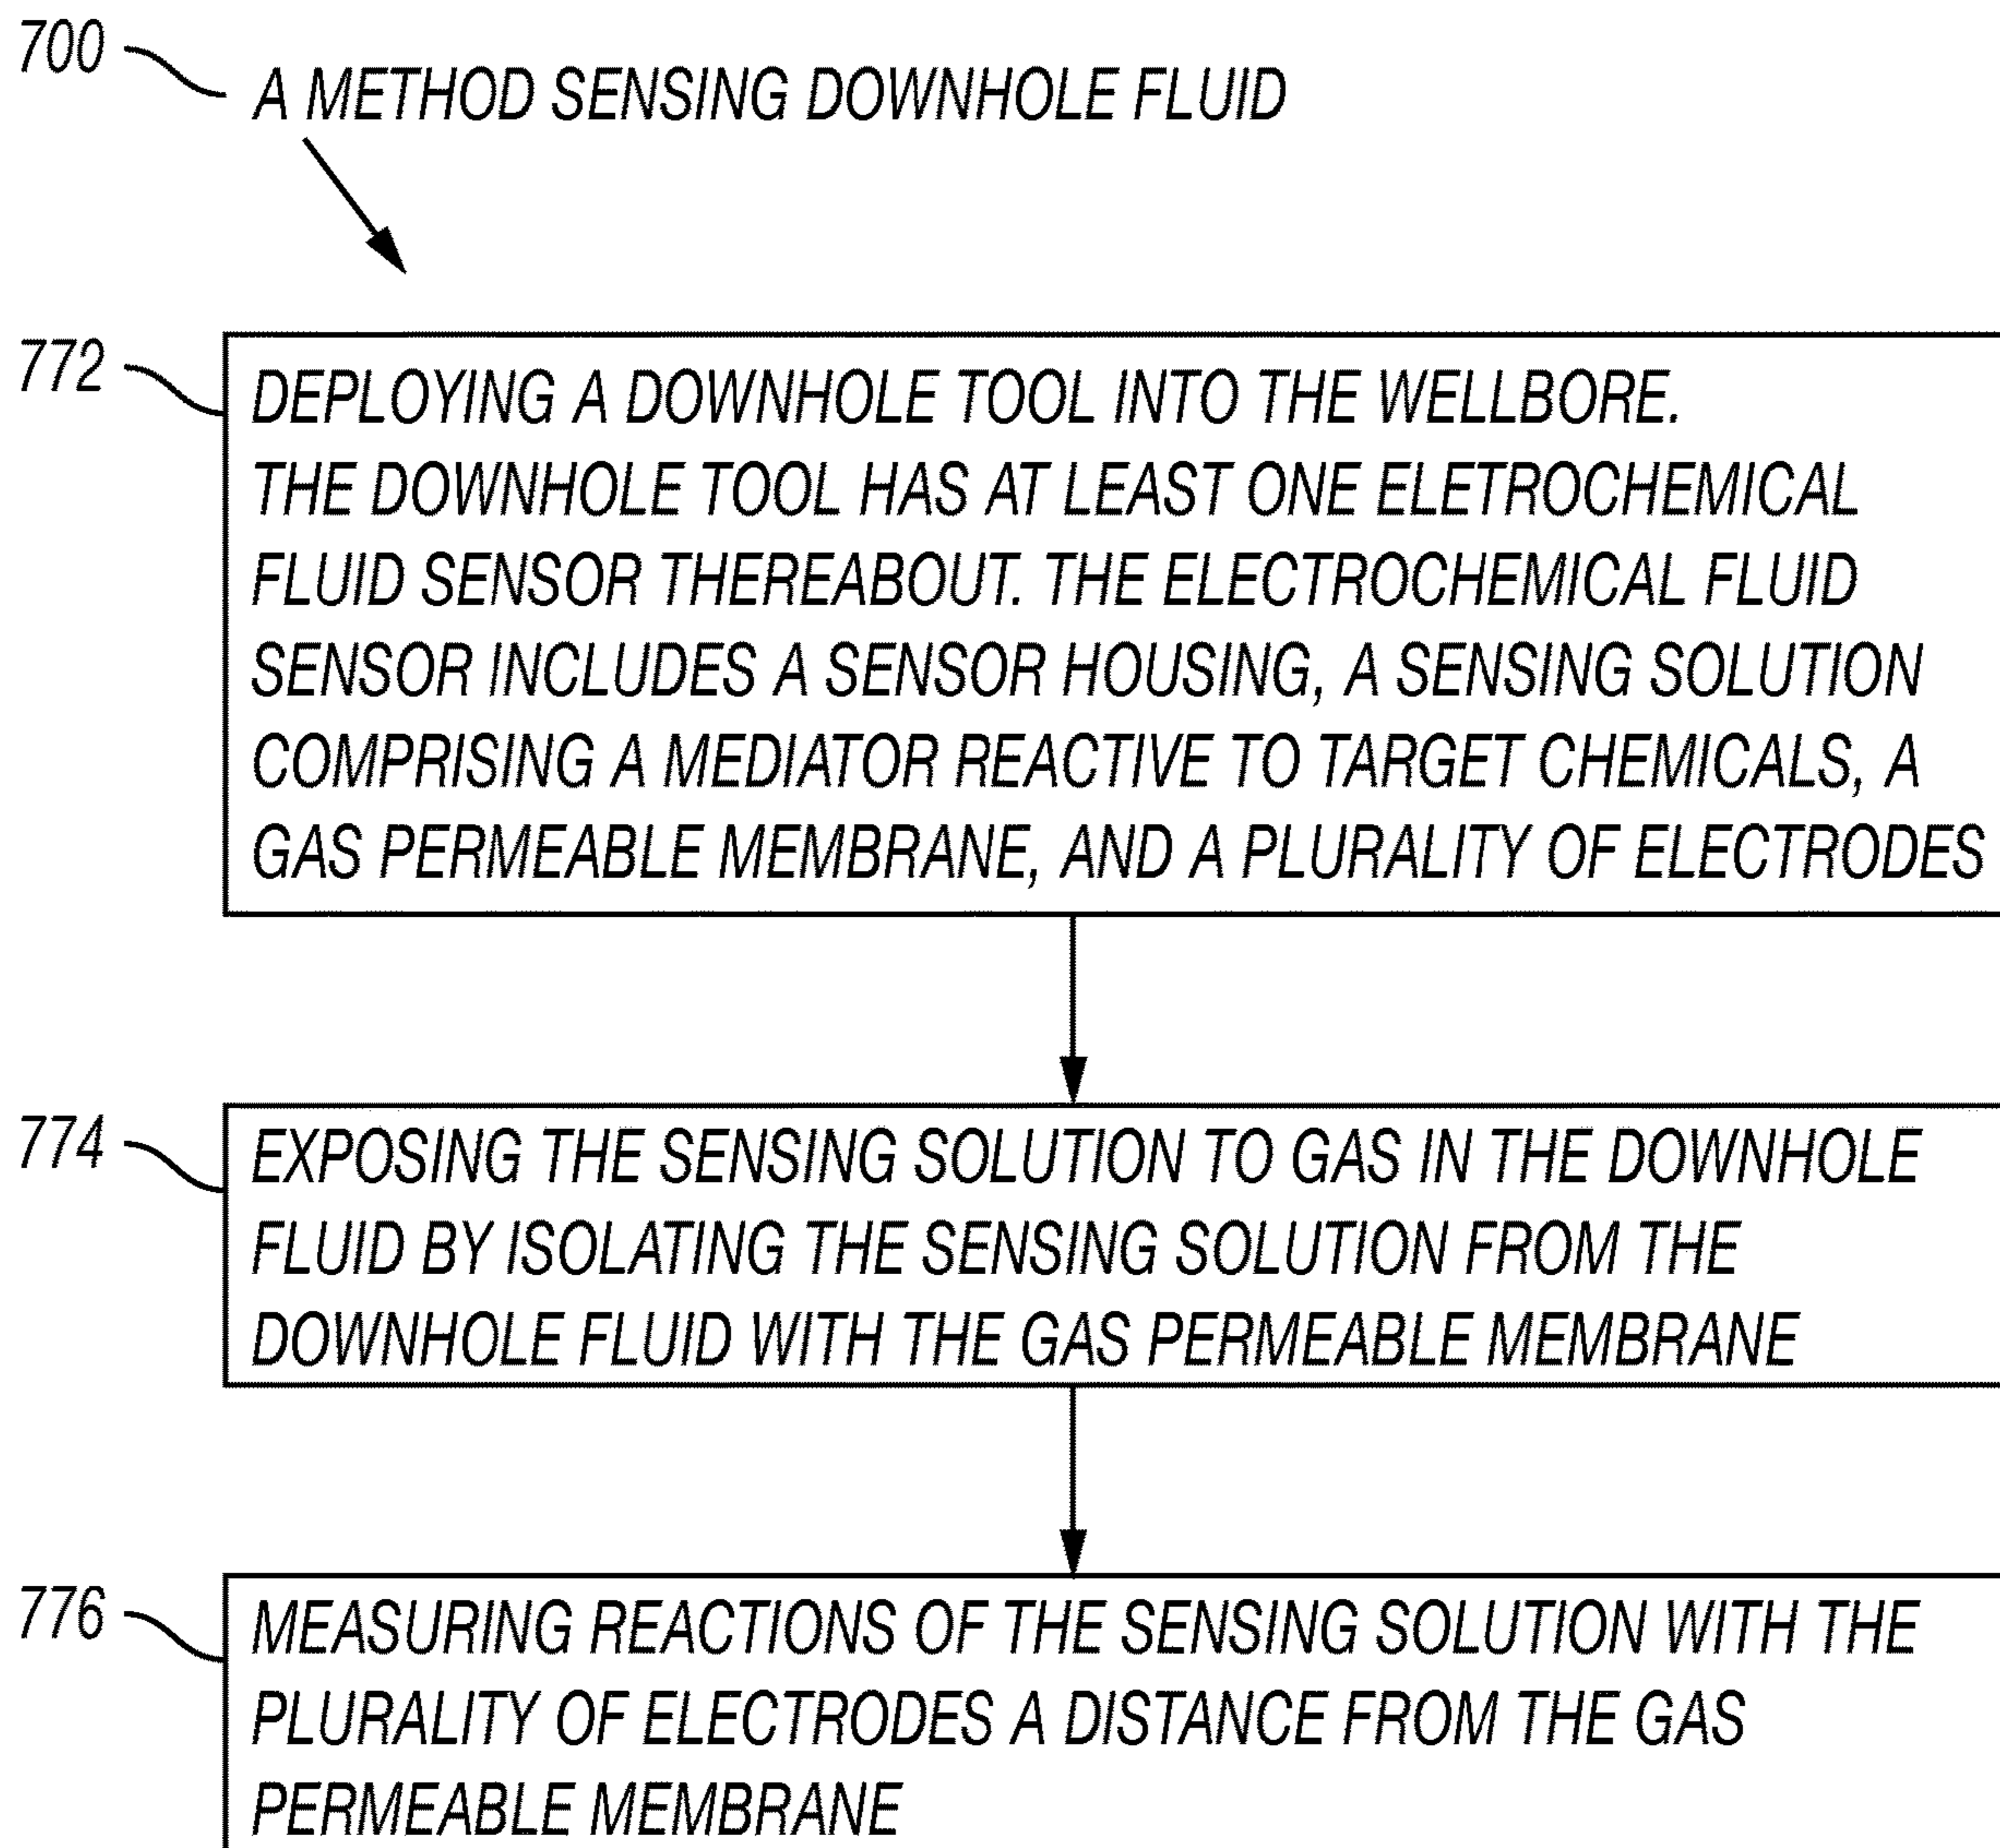 700
A METHOD SENSING DOWNHOLE FLUID
772
DEPLOYING A DOWNHOLE TOOL INTO THE WELLBORE.
THE DOWNHOLE TOOL HAS AT LEAST ONE ELETROCHEMICAL
FLUID SENSOR THEREABOUT. THE ELECTROCHEMICAL FLUID
SENSOR INCLUDES A SENSOR HOUSING, A SENSING SOLUTION
COMPRISING A MEDIATOR REACTIVE TO TARGET CHEMICALS, A
GAS PERMEABLE MEMBRANE, AND A PLURALITY OF ELECTRODES
774
EXPOSING THE SENSING SOLUTION TO GAS IN THE DOWNHOLE
FLUID BY ISOLATING THE SENSING SOLUTION FROM THE
DOWNHOLE FLUID WITH THE GAS PERMEABLE MEMBRANE
776
MEASURING REACTIONS OF THE SENSING SOLUTION WITH THE
PLURALITY OF ELECTRODES A DISTANCE FROM THE GAS
PERMEABLE MEMBRANE